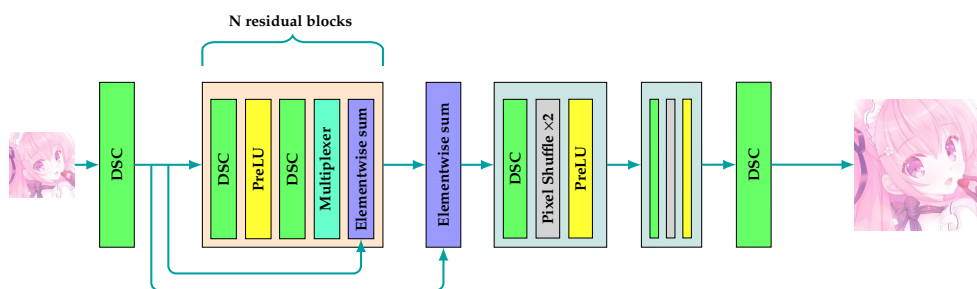 N residual blocks
DSC
DSC
PreLU
DSC
Multiplexer
Elementwise sum
Elementwise sum
DSC
Pixel Shuffle ×2
PreLU
DSC